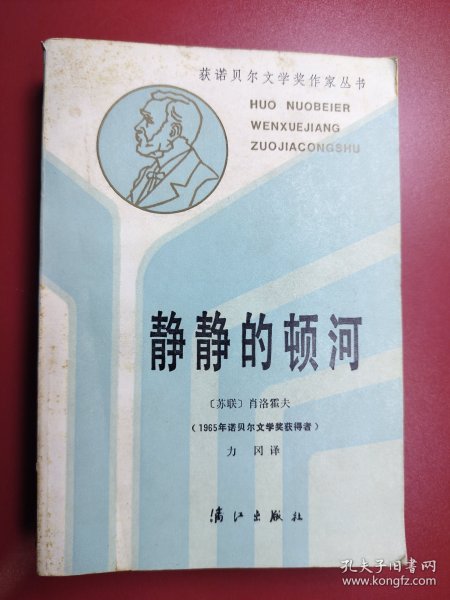 获诺贝尔文学奖作家丛书
HUO NUOBEIER
WENXUEJIANG
ZUOJIACONGSHU
静静的顿河
〔苏联〕肖洛霍夫
(1965年诺贝尔文学奖获得者)
力冈译
漓江出版社
孔夫子旧书网
www.kongfz.com